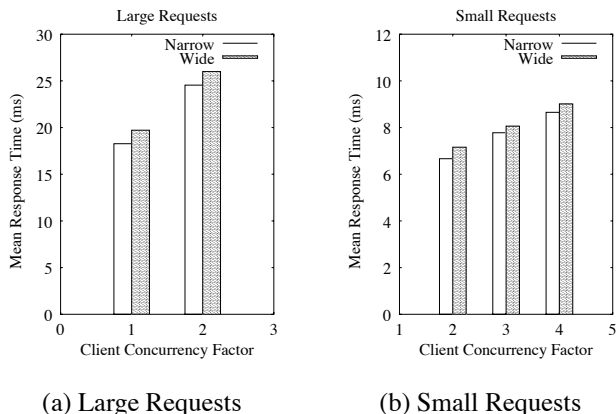 Large Requests
30
25
20
15
10
5
0
Mean Response Time (ms)
Narrow
Wide
0 1 2 3
Client Concurrency Factor
(a) Large Requests
Small Requests
12
10
8
6
4
2
0
Mean Response Time (ms)
Narrow
Wide
1 2 3 4 5
Client Concurrency Factor
(b) Small Requests